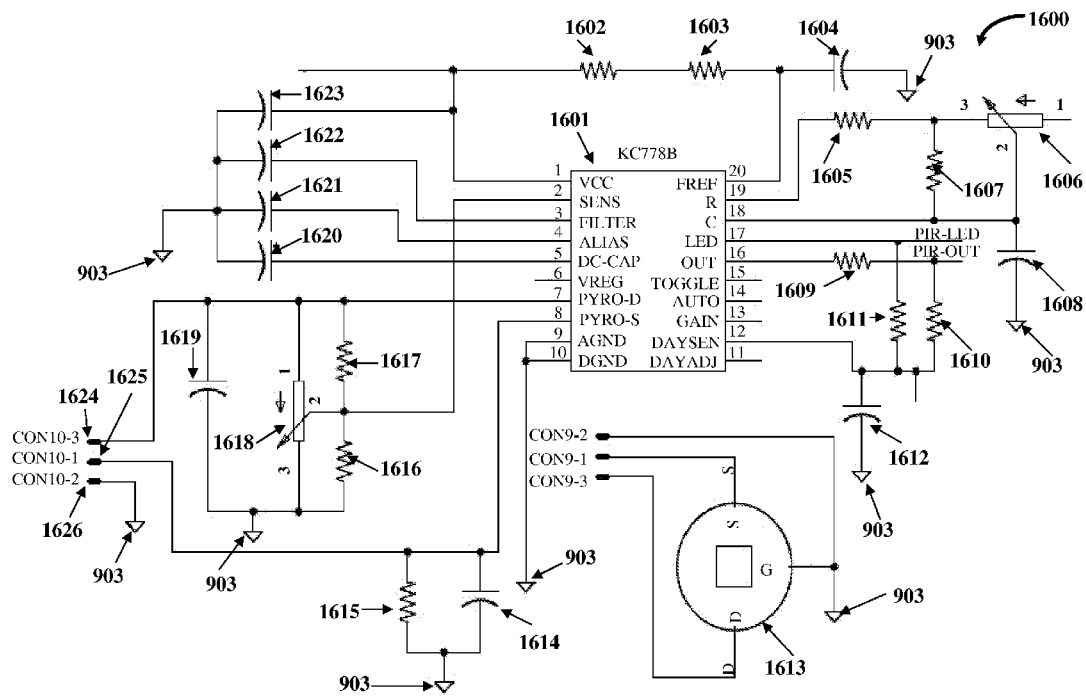 1600
1602
1603
1604
903
1623
1622
1621
1620
903
1601
KC778B
1605
3
1
2
1606
1607
1 VCC FREF 20
2 SENS R 19
3 FILTER C 18
4 ALIAS LED 17
5 DC-CAP OUT 16
6 VREG TOGGLE 15
7 PYRO-D AUTO 14
8 PYRO-S GAIN 13
9 AGND DAYSEN 12
10 DGND DAYADJ 11
PIR-LED
PIR-OUT
1609
1608
903
1611
1610
1619
1617
1
2
3
1618
1616
1624
1625
CON10-3
CON10-1
CON10-2
1626
903
903
CON9-2
CON9-1
CON9-3
1612
903
S
S
G
D
D
1613
903
903
1615
1614
903